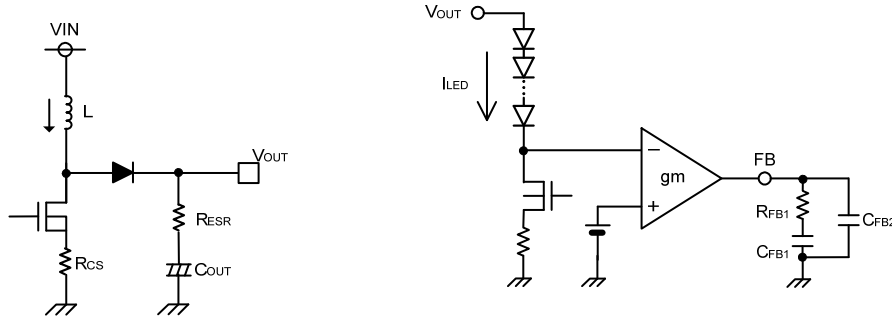 VIN
L
VOUT
RESR
RCS
COUT
VOUT
ILED
−
gm
+
FB
RFB1
CFB2
CFB1